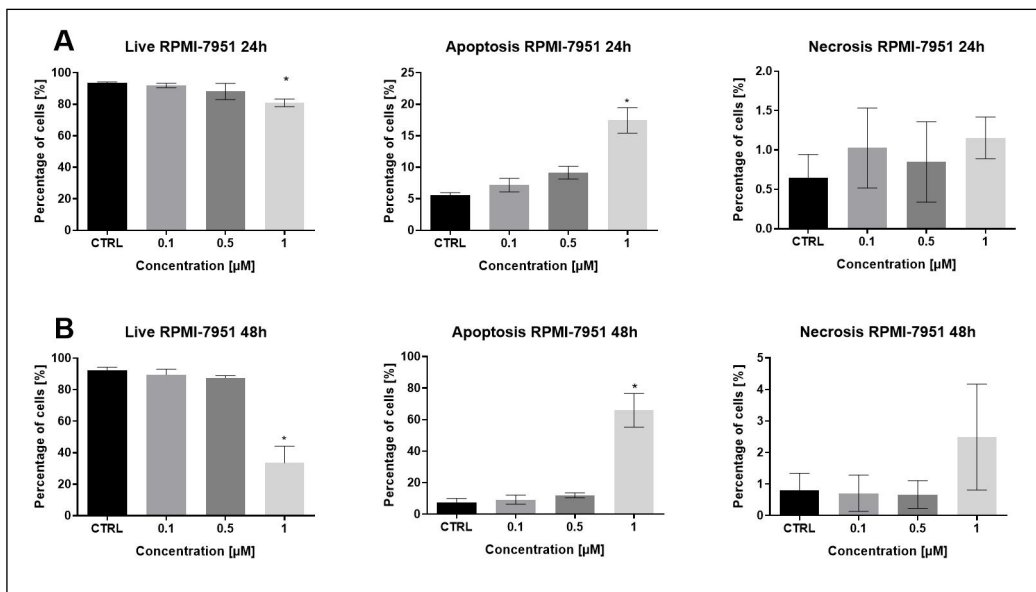 A
Live RPMI-7951 24h
Percentage of cells [%]
100
80
60
40
20
0
*
CTRL 0.1 0.5 1
Concentration [µM]
Apoptosis RPMI-7951 24h
Percentage of cells [%]
25
20
15
10
5
0
*
CTRL 0.1 0.5 1
Concentration [µM]
Necrosis RPMI-7951 24h
Percentage of cells [%]
2.0
1.5
1.0
0.5
0.0
CTRL 0.1 0.5 1
Concentration [µM]
B
Live RPMI-7951 48h
Percentage of cells [%]
100
80
60
40
20
0
*
CTRL 0.1 0.5 1
Concentration [µM]
Apoptosis RPMI-7951 48h
Percentage of cells [%]
100
80
60
40
20
0
*
CTRL 0.1 0.5 1
Concentration [µM]
Necrosis RPMI-7951 48h
Percentage of cells [%]
5
4
3
2
1
0
CTRL 0.1 0.5 1
Concentration [µM]